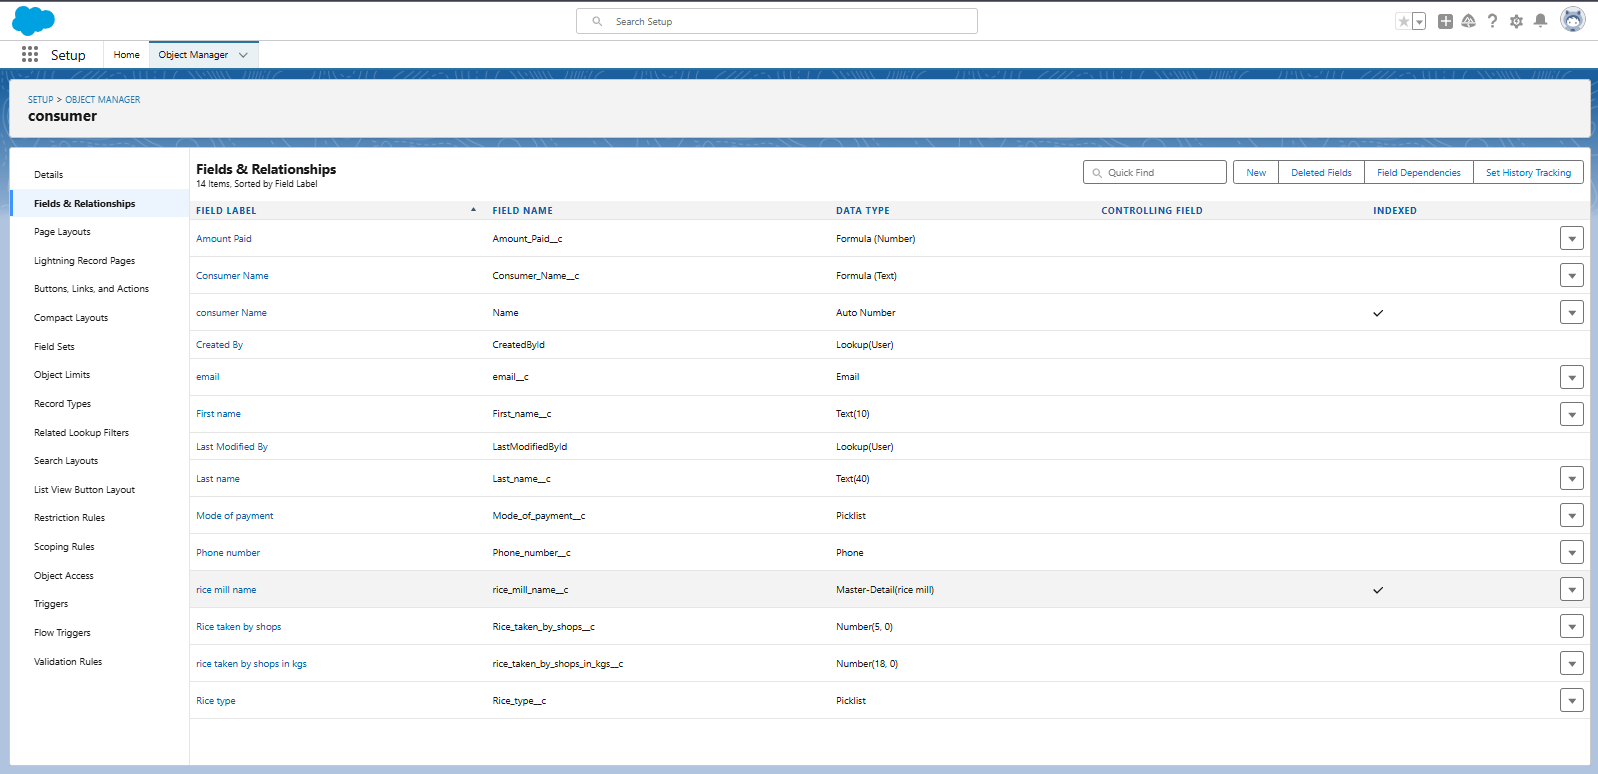 Search Setup
Setup
Home
Object Manager
SETUP > OBJECT MANAGER
consumer
Details
Fields & Relationships
Page Layouts
Lightning Record Pages
Buttons, Links, and Actions
Compact Layouts
Field Sets
Object Limits
Record Types
Related Lookup Filters
Search Layouts
List View Button Layout
Restriction Rules
Scoping Rules
Object Access
Triggers
Flow Triggers
Validation Rules
Fields & Relationships
14 Items, Sorted by Field Label
Quick Find
New
Deleted Fields
Field Dependencies
Set History Tracking
FIELD LABEL FIELD NAME DATA TYPE CONTROLLING FIELD INDEXED
Amount Paid Amount_Paid__c Formula (Number)
Consumer Name Consumer_Name__c Formula (Text)
consumer Name Name Auto Number
Created By CreatedById Lookup(User)
email email__c Email
First name First_name__c Text(10)
Last Modified By LastModifiedById Lookup(User)
Last name Last_name__c Text(40)
Mode of payment Mode_of_payment__c Picklist
Phone number Phone_number__c Phone
rice mill name rice_mill_name__c Master-Detail(rice mill)
Rice taken by shops Rice_taken_by_shops__c Number(5, 0)
rice taken by shops in kgs rice_taken_by_shops_in_kgs__c Number(18, 0)
Rice type Rice_type__c Picklist